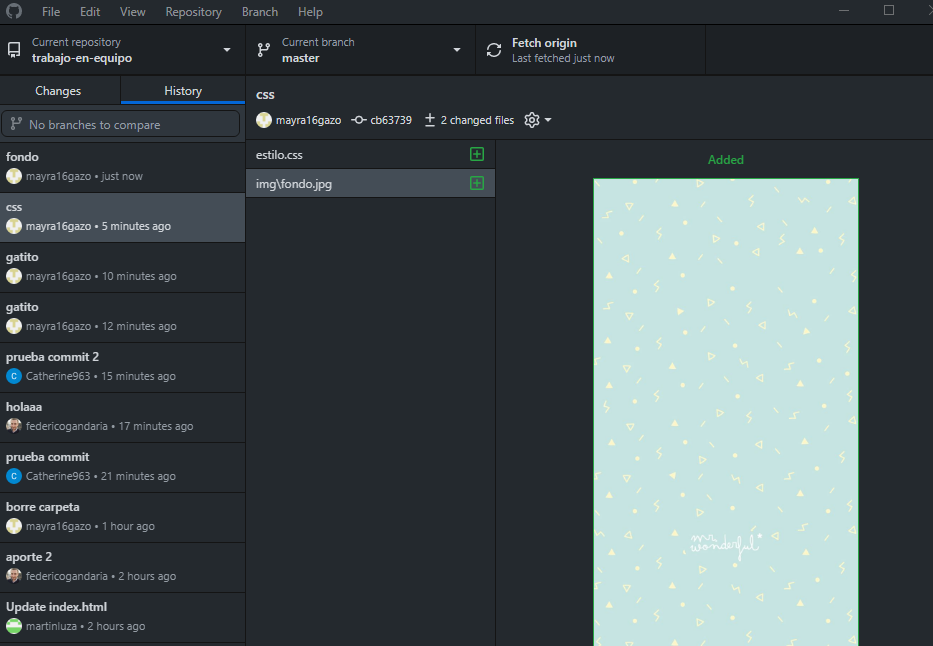 File Edit View Repository Branch Help
Current repository
trabajo-en-equipo
Current branch
master
Fetch origin
Last fetched just now
Changes
History
No branches to compare
fondo
mayra16gazo • just now
css
mayra16gazo • 5 minutes ago
gatito
mayra16gazo • 10 minutes ago
gatito
mayra16gazo • 12 minutes ago
prueba commit 2
C
Catherine963 • 15 minutes ago
holaaa
federicogandaria • 17 minutes ago
prueba commit
C
Catherine963 • 21 minutes ago
borre carpeta
mayra16gazo • 1 hour ago
aporte 2
federicogandaria • 2 hours ago
Update index.html
martinluza • 2 hours ago
css
mayra16gazo cb63739 2 changed files
estilo.css
img\fondo.jpg
Added
mr
wonderful*